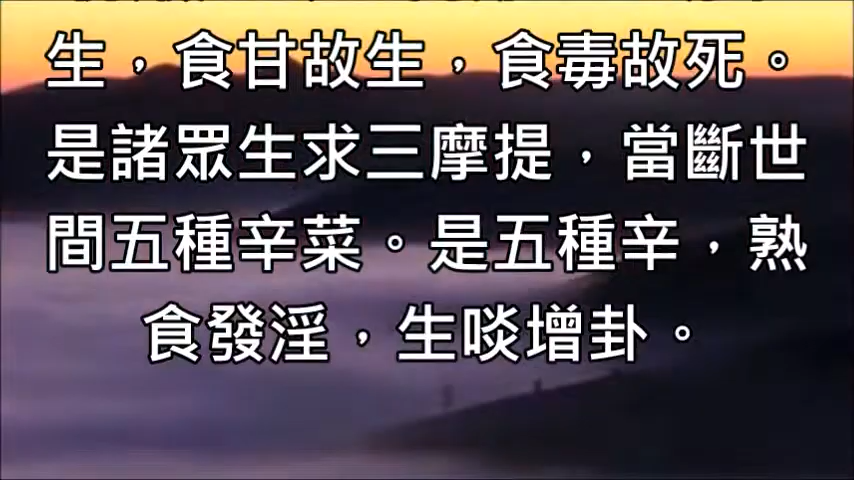 生，食甘故生，食毒故死。
是諸眾生求三摩提，當斷世
間五種辛菜。是五種辛，熟
食發淫，生啖增卦。